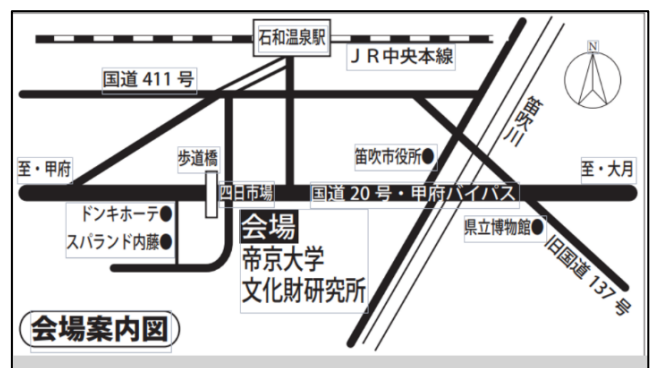 石和温泉駅
ＪＲ中央本線
N
国道 411 号
笛吹川
歩道橋
笛吹市役所●
至・甲府
至・大月
四日市場
国道 20 号・甲府バイパス
ドンキホーテ●
スパランド内藤●
会場
帝京大学
文化財研究所
県立博物館●
旧国道 137 号
会場案内図